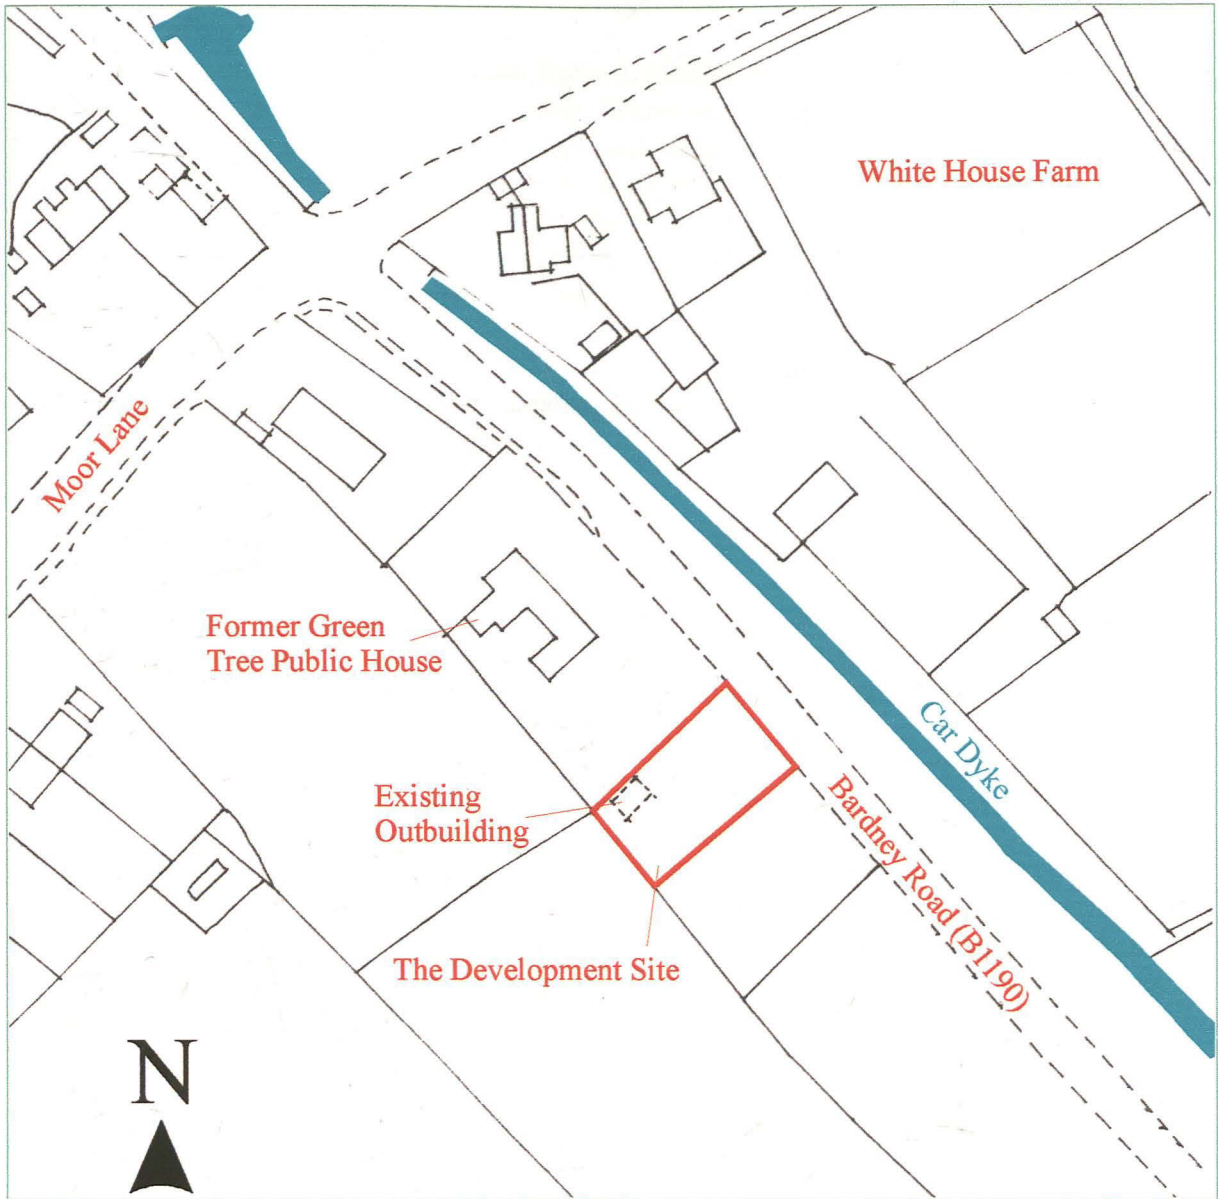 White House Farm
Moor Lane
Former Green
Tree Public House
Car Dyke
Existing
Outbuilding
Bardney Road (B1190)
The Development Site
N